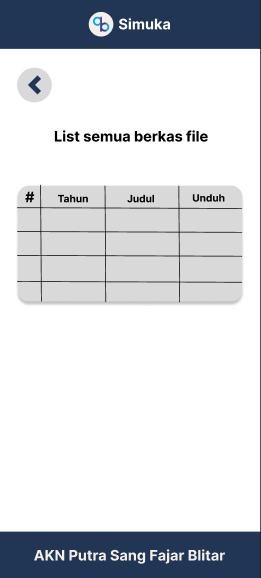 Simuka
List semua berkas file
# Tahun Judul Unduh
AKN Putra Sang Fajar Blitar